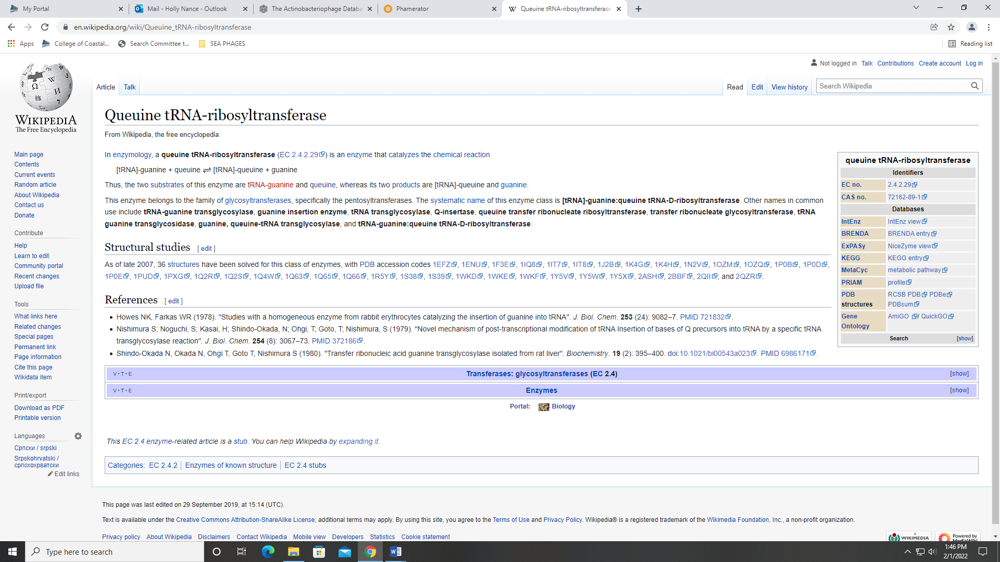 My Portal
Mail - Holly Nance - Outlook
The Actinobacteriophage Databa
Phamerator
Queuine tRNA-ribosyltransferase
en.wikipedia.org/wiki/Queuine_tRNA-ribosyltransferase
Apps
College of Coastal...
Search Committee t...
SEA PHAGES
Reading list
Not logged in Talk Contributions Create account Log in
Article Talk
Read Edit View history
Search Wikipedia
WIKIPEDIA
The Free Encyclopedia
Main page
Contents
Current events
Random article
About Wikipedia
Contact us
Donate
Contribute
Help
Learn to edit
Community portal
Recent changes
Upload file
Tools
What links here
Related changes
Special pages
Permanent link
Page information
Cite this page
Wikidata item
Print/export
Download as PDF
Printable version
Languages
Српски / srpski
Srpskohrvatski /
српскохрватски
Edit links
Queuine tRNA-ribosyltransferase
From Wikipedia, the free encyclopedia
In enzymology, a queuine tRNA-ribosyltransferase (EC 2.4.2.29) is an enzyme that catalyzes the chemical reaction
[tRNA]-guanine + queuine ⇌ [tRNA]-queuine + guanine
Thus, the two substrates of this enzyme are tRNA-guanine and queuine, whereas its two products are [tRNA]-queuine and guanine.
This enzyme belongs to the family of glycosyltransferases, specifically the pentosyltransferases. The systematic name of this enzyme class is [tRNA]-guanine:queuine tRNA-D-ribosyltransferase. Other names in common
use include tRNA-guanine transglycosylase, guanine insertion enzyme, tRNA transglycosylase, Q-insertase, queuine transfer ribonucleate ribosyltransferase, transfer ribonucleate glycosyltransferase, tRNA
guanine transglycosidase, guanine, queuine-tRNA transglycosylase, and tRNA-guanine:queuine tRNA-D-ribosyltransferase.
Structural studies [ edit ]
As of late 2007, 36 structures have been solved for this class of enzymes, with PDB accession codes 1EFZ, 1ENU, 1F3E, 1IQ8, 1IT7, 1IT8, 1J2B, 1K4G, 1K4H, 1N2V, 1OZM, 1OZQ, 1P0B, 1P0D,
1P0E, 1PUD, 1PXG, 1Q2R, 1Q2S, 1Q4W, 1Q63, 1Q65, 1Q66, 1R5Y, 1S38, 1S39, 1WKD, 1WKE, 1WKF, 1Y5V, 1Y5W, 1Y5X, 2ASH, 2BBF, 2QII, and 2QZR.
References [ edit ]
• Howes NK, Farkas WR (1978). "Studies with a homogeneous enzyme from rabbit erythrocytes catalyzing the insertion of guanine into tRNA". J. Biol. Chem. 253 (24): 9082–7. PMID 721832.
• Nishimura S; Noguchi, S; Kasai, H; Shindo-Okada, N; Ohgi, T; Goto, T; Nishimura, S (1979). "Novel mechanism of post-transcriptional modification of tRNA Insertion of bases of Q precursors into tRNA by a specific tRNA
transglycosylase reaction". J. Biol. Chem. 254 (8): 3067–73. PMID 372186.
• Shindo-Okada N, Okada N, Ohgi T, Goto T, Nishimura S (1980). "Transfer ribonucleic acid guanine transglycosylase isolated from rat liver". Biochemistry. 19 (2): 395–400. doi:10.1021/bi00543a023. PMID 6986171.
queuine tRNA-ribosyltransferase
Identifiers
EC no. 2.4.2.29
CAS no. 72162-89-1
Databases
IntEnz IntEnz view
BRENDA BRENDA entry
ExPASy NiceZyme view
KEGG KEGG entry
MetaCyc metabolic pathway
PRIAM profile
PDB RCSB PDB PDBe
structures PDBsum
Gene AmiGO / QuickGO
Ontology
Search [show]
V · T · E Transferases: glycosyltransferases (EC 2.4) [show]
V · T · E Enzymes [show]
Portal: Biology
This EC 2.4 enzyme-related article is a stub. You can help Wikipedia by expanding it.
Categories: EC 2.4.2 | Enzymes of known structure | EC 2.4 stubs
This page was last edited on 29 September 2019, at 15:14 (UTC).
Text is available under the Creative Commons Attribution-ShareAlike License; additional terms may apply. By using this site, you agree to the Terms of Use and Privacy Policy. Wikipedia® is a registered trademark of the Wikimedia Foundation, Inc., a non-profit organization.
Privacy policy About Wikipedia Disclaimers Contact Wikipedia Mobile view Developers Statistics Cookie statement
a
WIKIMEDIA
Powered by
MediaWiki
Type here to search
1:46 PM
2/1/2022